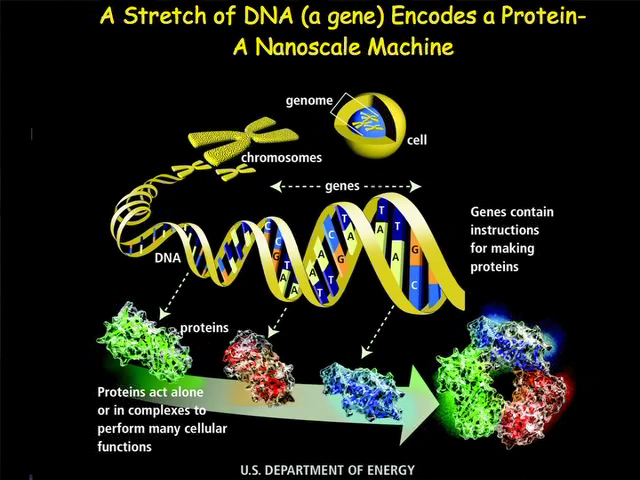 A Stretch of DNA (a gene) Encodes a Protein-
A Nanoscale Machine
genome
cell
chromosomes
genes
Genes contain
instructions
for making
proteins
DNA
C
C
G
T
A
A
A
A
T
T
C
G
T
A
T
A
T
A
G
C
proteins
Proteins act alone
or in complexes to
perform many cellular
functions
U.S. DEPARTMENT OF ENERGY